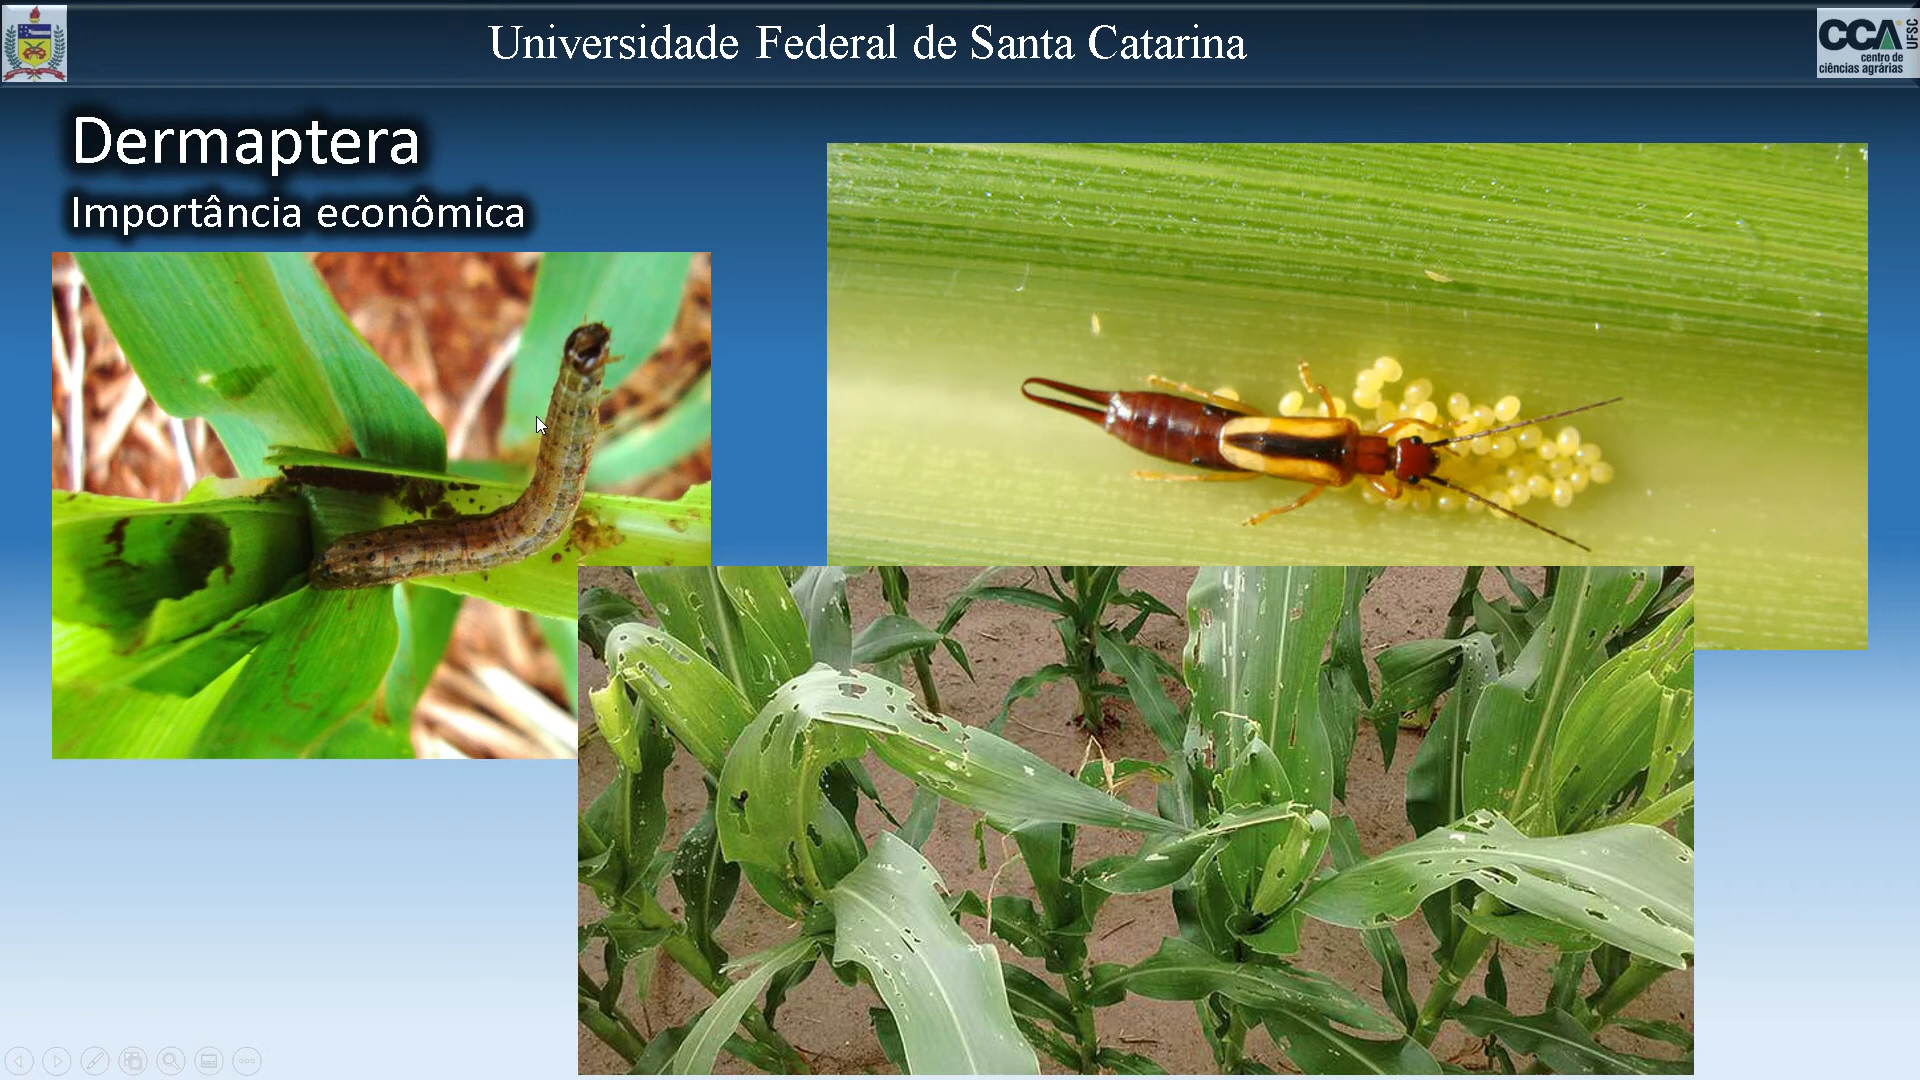 Universidade Federal de Santa Catarina
CCA
UFSC
centro de
ciências agrárias
Dermaptera
Importância econômica